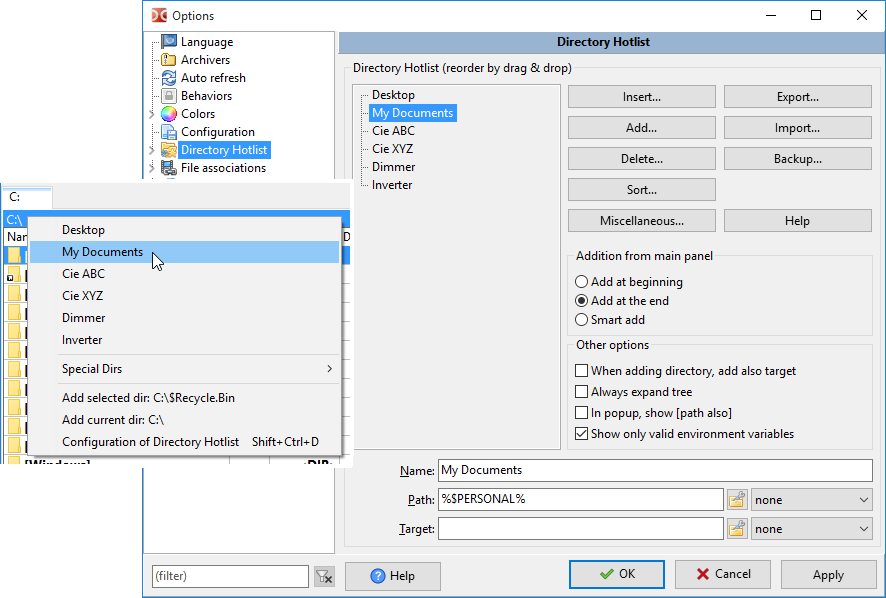 Options
Language
Archivers
Auto refresh
Behaviors
Colors
Configuration
Directory Hotlist
File associations
Directory Hotlist
Directory Hotlist (reorder by drag & drop)
Desktop
My Documents
Cie ABC
Cie XYZ
Dimmer
Inverter
Insert...
Export...
Add...
Import...
Delete...
Backup...
Sort...
Miscellaneous...
Help
Addition from main panel
Add at beginning
Add at the end
Smart add
Other options
When adding directory, add also target
Always expand tree
In popup, show [path also]
Show only valid environment variables
Name: My Documents
Path: %$PERSONAL% none
Target: none
(filter)
Help
OK
Cancel
Apply
C:
C:\
Desktop
My Documents
Cie ABC
Cie XYZ
Dimmer
Inverter
Special Dirs
Add selected dir: C:\$Recycle.Bin
Add current dir: C:\
Configuration of Directory Hotlist Shift+Ctrl+D